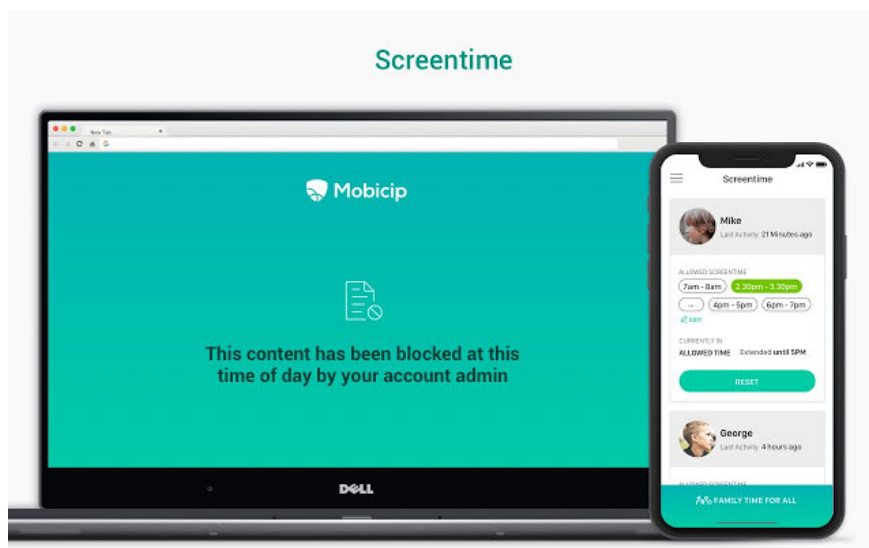 Screentime
New Tab
Mobicip
This content has been blocked at this
time of day by your account admin
DELL
Screentime
Mike
Last Activity: 21 Minutes ago
ALLOWED SCREENTIME
7am - 8am 2.30pm - 3.30pm
... 4pm - 5pm 6pm - 7pm
EDIT
CURRENTLY IN
ALLOWED TIME Extended until 5PM
RESET
George
Last Activity: 4 hours ago
ALLOWED SCREENTIME
FAMILY TIME FOR ALL